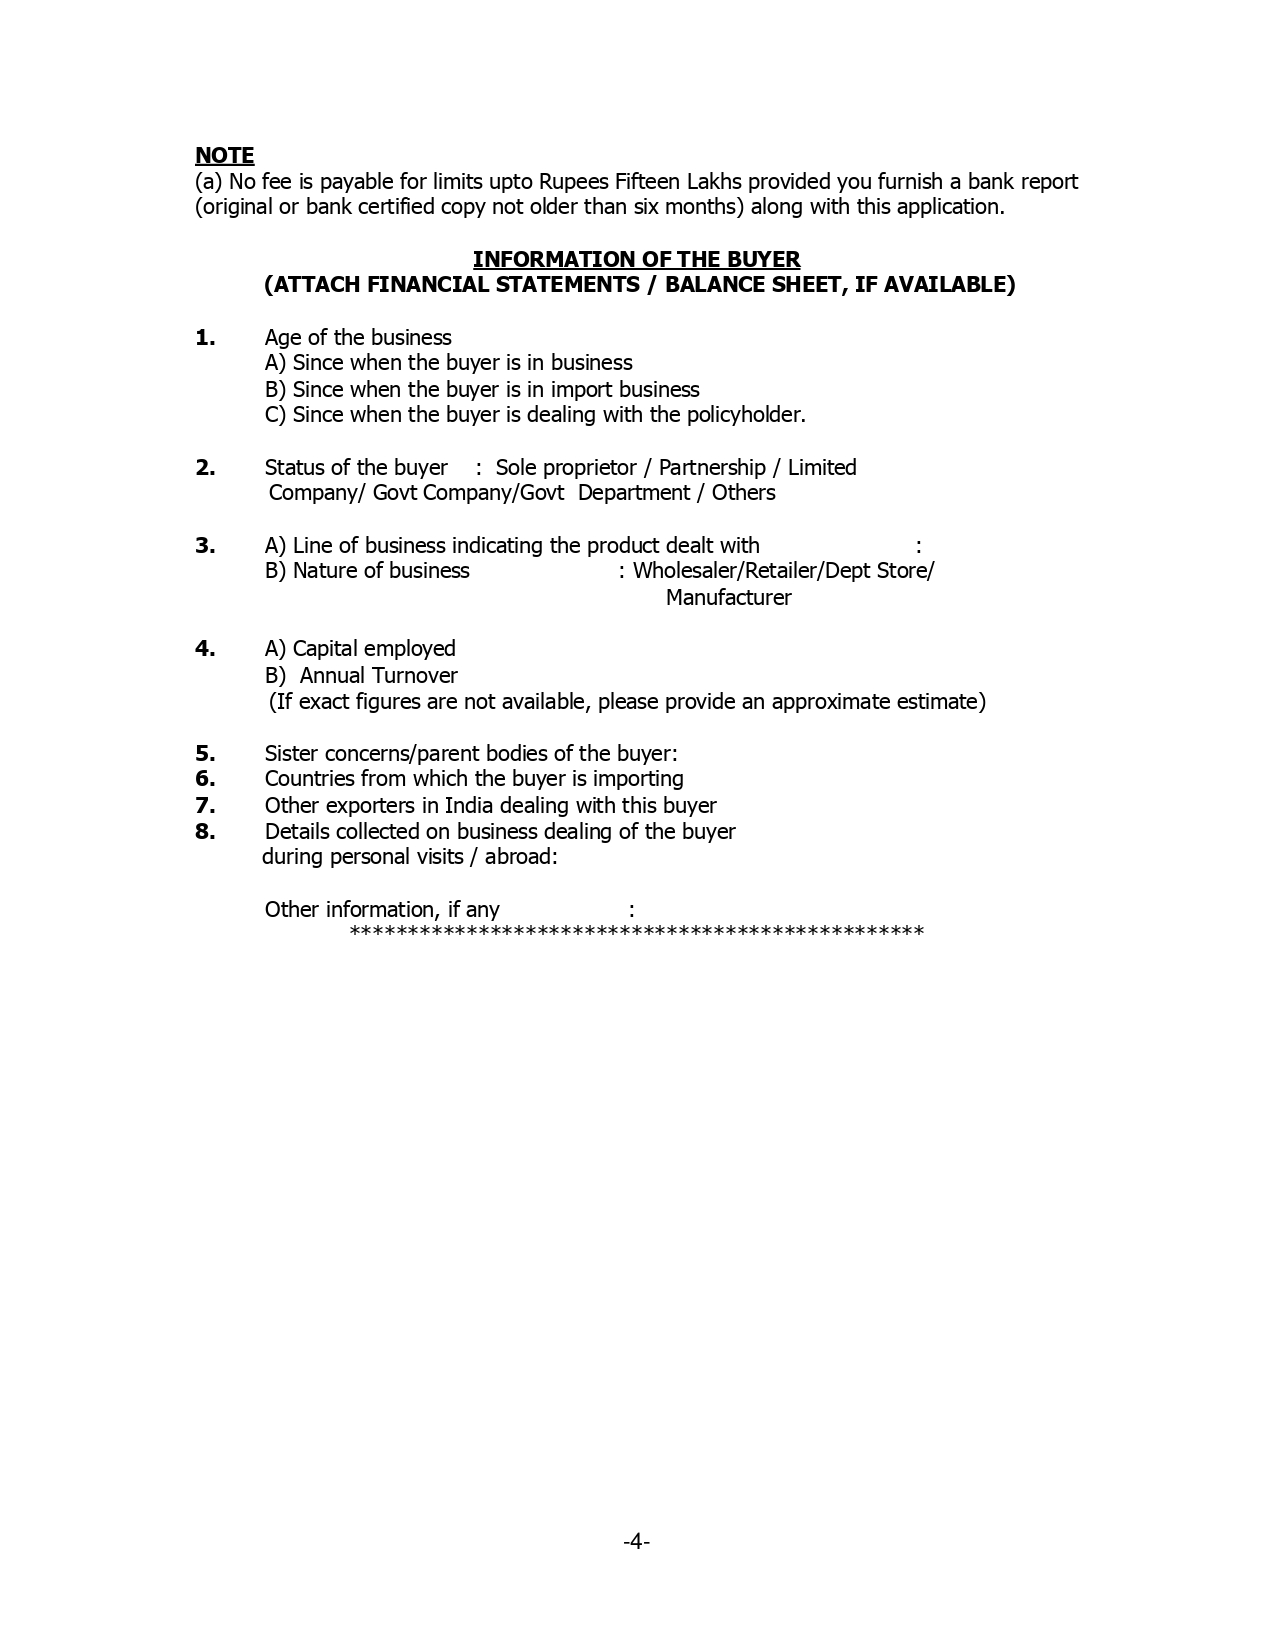 NOTE
(a) No fee is payable for limits upto Rupees Fifteen Lakhs provided you furnish a bank report
(original or bank certified copy not older than six months) along with this application.
INFORMATION OF THE BUYER
(ATTACH FINANCIAL STATEMENTS / BALANCE SHEET, IF AVAILABLE)
1. Age of the business
A) Since when the buyer is in business
B) Since when the buyer is in import business
C) Since when the buyer is dealing with the policyholder.
2. Status of the buyer : Sole proprietor / Partnership / Limited
Company/ Govt Company/Govt Department / Others
3. A) Line of business indicating the product dealt with :
B) Nature of business : Wholesaler/Retailer/Dept Store/
Manufacturer
4. A) Capital employed
B) Annual Turnover
(If exact figures are not available, please provide an approximate estimate)
5. Sister concerns/parent bodies of the buyer:
6. Countries from which the buyer is importing
7. Other exporters in India dealing with this buyer
8. Details collected on business dealing of the buyer
during personal visits / abroad:
Other information, if any :
*************************************************
-4-